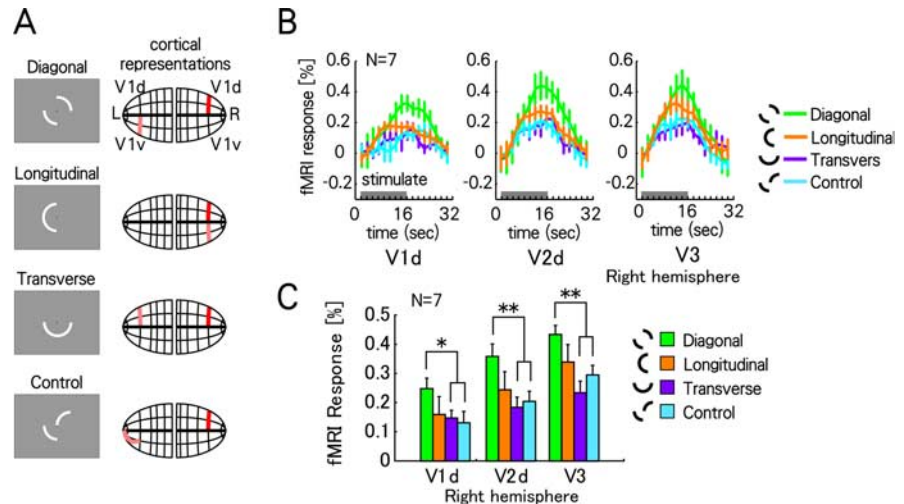 A
cortical
representations
Diagonal
V1d V1d
L R
V1v V1v
Longitudinal
Transverse
Control
B
fMRI response [%]
N=7
0.6
0.4
0.2
0
-0.2
stimulate
0 16 32
time (sec)
V1d
0.6
0.4
0.2
0
-0.2
0 16 32
time (sec)
V2d
0.6
0.4
0.2
0
-0.2
0 16 32
time (sec)
V3
Right hemisphere
Diagonal
Longitudinal
Transvers
Control
C
fMRI Response [%]
N=7
0.5
0.4
0.3
0.2
0.1
0
* ** **
V1d V2d V3
Right hemisphere
Diagonal
Longitudinal
Transverse
Control